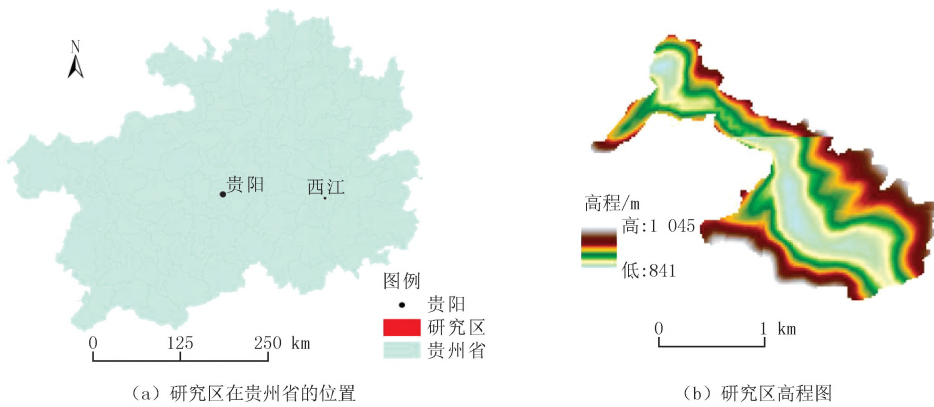 N
贵阳
西江
图例
贵阳
研究区
贵州省
0 125 250 km
(a) 研究区在贵州省的位置
高程/m
高:1 045
低:841
0 1 km
(b) 研究区高程图